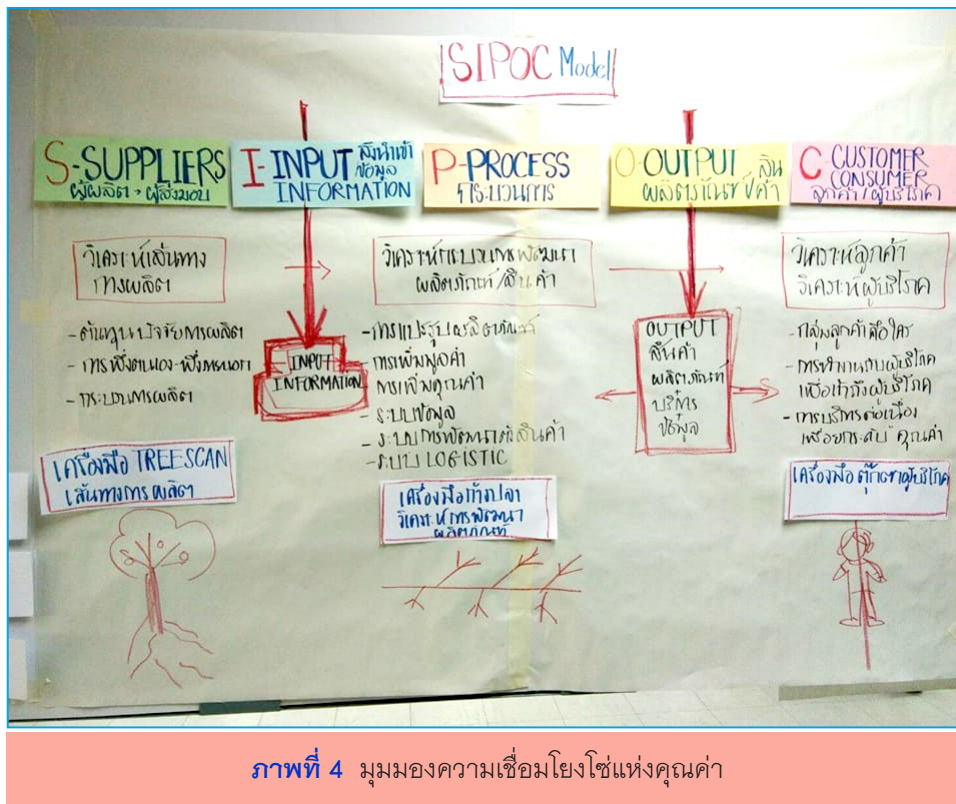 SIPOC Model
S-SUPPLIERS
ผู้ผลิต - ผู้ส่งมอบ
I-INPUT สิ่งนำเข้า
ข้อมูล
INFORMATION
P-PROCESS
กระบวนการ
O-OUTPUT สิน
ผลิตภัณฑ์/ค้า
C CUSTOMER
CONSUMER
ลูกค้า/ผู้บริโภค
วิเคราะห์เส้นทาง
การผลิต
- ต้นทุนปัจจัยการผลิต
- การพึ่งตนเอง-พึ่งภายนอก
- กระบวนการผลิต
เครื่องมือ TREESCAN
เส้นทางการผลิต
INPUT
INFORMATION
วิเคราะห์กระบวนการพัฒนา
ผลิตภัณฑ์/สินค้า
- การแปรรูปผลิตภัณฑ์
- การเพิ่มมูลค่า
การเพิ่มคุณค่า
- ระบบข้อมูล
- ระบบการพัฒนาตัวสินค้า
- ระบบ LOGISTIC
เครื่องมือก้างปลา
วิเคราะห์การพัฒนา
ผลิตภัณฑ์
OUTPUT
สินค้า
ผลิตภัณฑ์
บริการ
ข้อมูล
วิเคราะห์ลูกค้า
วิเคราะห์ผู้บริโภค
- กลุ่มลูกค้าคือใคร
- การทำงานกับผู้บริโภค
เพื่อเข้าถึงผู้บริโภค
- การบริการต่อเนื่อง
เพื่อยกระดับ คุณค่า
เครื่องมือ ตุ๊กตาผู้บริโภค
ภาพที่ 4 มุมมองความเชื่อมโยงโซ่แห่งคุณค่า